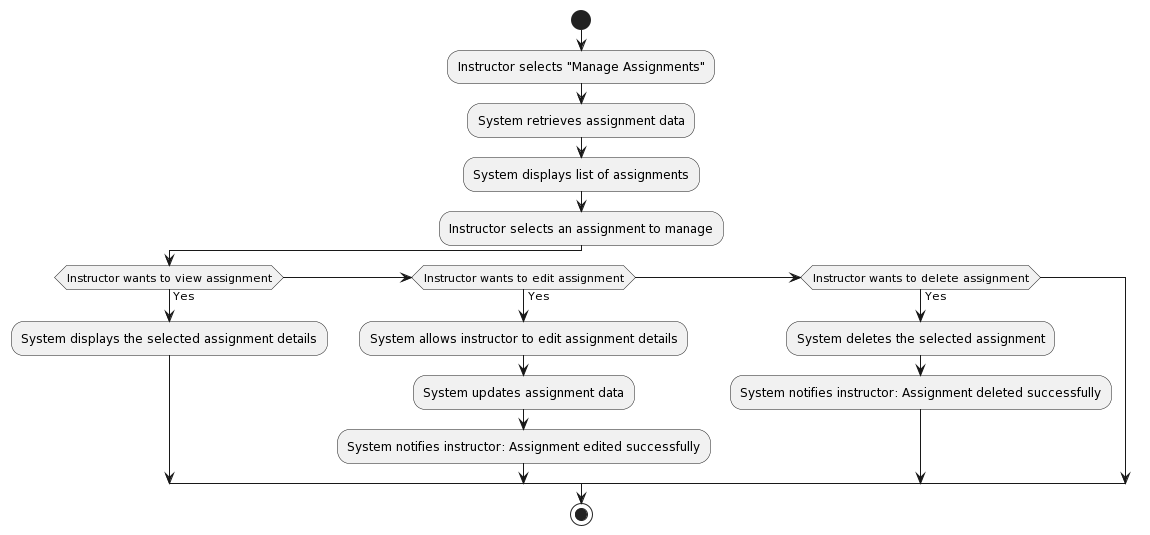 Instructor selects "Manage Assignments"
System retrieves assignment data
System displays list of assignments
Instructor selects an assignment to manage
Instructor wants to view assignment
Yes
System displays the selected assignment details
Instructor wants to edit assignment
Yes
System allows instructor to edit assignment details
System updates assignment data
System notifies instructor: Assignment edited successfully
Instructor wants to delete assignment
Yes
System deletes the selected assignment
System notifies instructor: Assignment deleted successfully